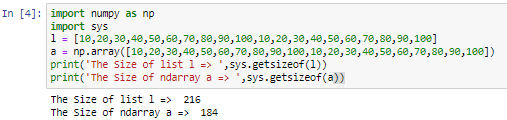 In [4]: import numpy as np
import sys
l = [10,20,30,40,50,60,70,80,90,100,10,20,30,40,50,60,70,80,90,100]
a = np.array([10,20,30,40,50,60,70,80,90,100,10,20,30,40,50,60,70,80,90,100])
print('The Size of list l => ',sys.getsizeof(l))
print('The Size of ndarray a => ',sys.getsizeof(a))
The Size of list l =>  216
The Size of ndarray a =>  184